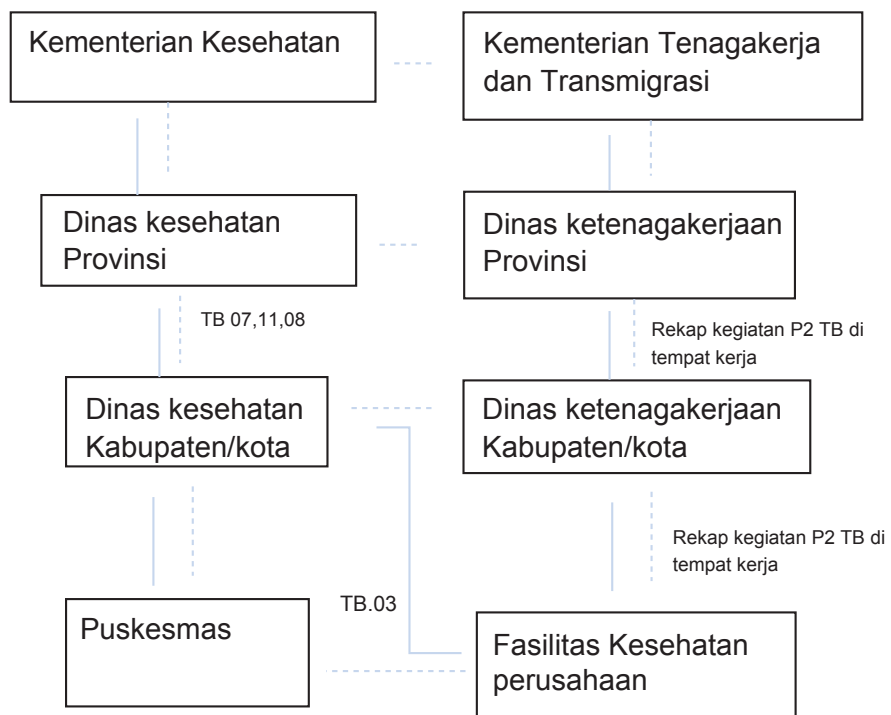 Kementerian Kesehatan
Kementerian Tenagakerja
dan Transmigrasi
Dinas kesehatan
Provinsi
Dinas ketenagakerjaan
Provinsi
TB 07,11,08
Rekap kegiatan P2 TB di
tempat kerja
Dinas kesehatan
Kabupaten/kota
Dinas ketenagakerjaan
Kabupaten/kota
Rekap kegiatan P2 TB di
tempat kerja
TB.03
Puskesmas
Fasilitas Kesehatan
perusahaan